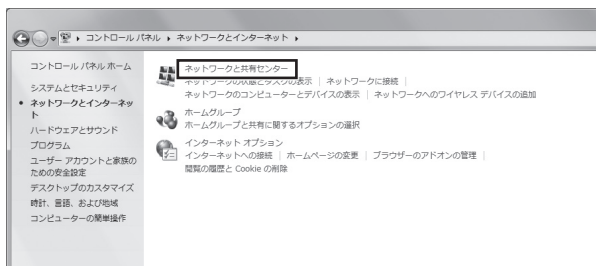 コントロール パネル ▸ ネットワークとインターネット ▸
コントロール パネル ホーム
システムとセキュリティ
ネットワークとインターネッ
ト
ハードウェアとサウンド
プログラム
ユーザー アカウントと家族の
ための安全設定
デスクトップのカスタマイズ
時計、言語、および地域
コンピューターの簡単操作
ネットワークと共有センター
ネットワークの状態とタスクの表示 | ネットワークに接続 |
ネットワークのコンピューターとデバイスの表示 | ネットワークへのワイヤレス デバイスの追加
ホームグループ
ホームグループと共有に関するオプションの選択
インターネット オプション
インターネットへの接続 | ホームページの変更 | ブラウザーのアドオンの管理 |
閲覧の履歴と Cookie の削除